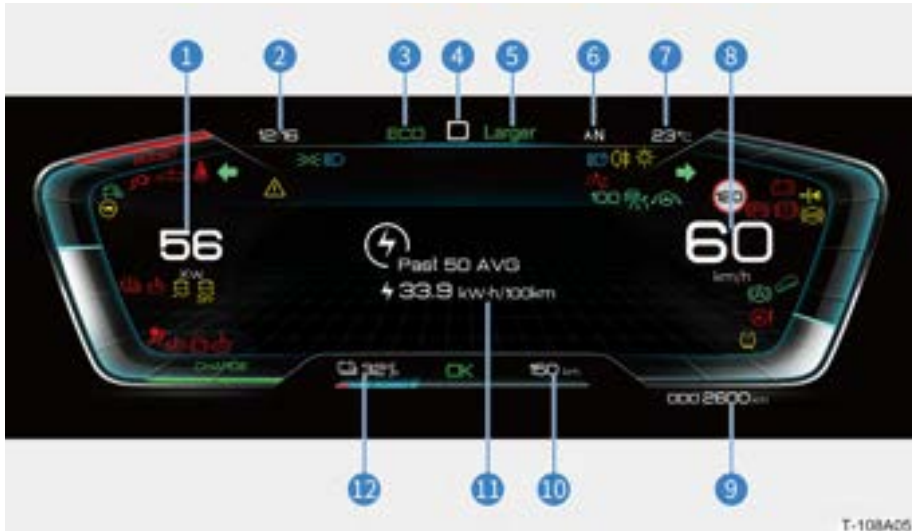 1 2 3 4 5 6 7 8
12:16 ECO Larger N 23°C
100 120
56 60
kW km/h
Past 50 AVG
33.9 kW·h/100km
CHARGE
32% OK 150 km
000 2600 km
12 11 10 9
T-108A05